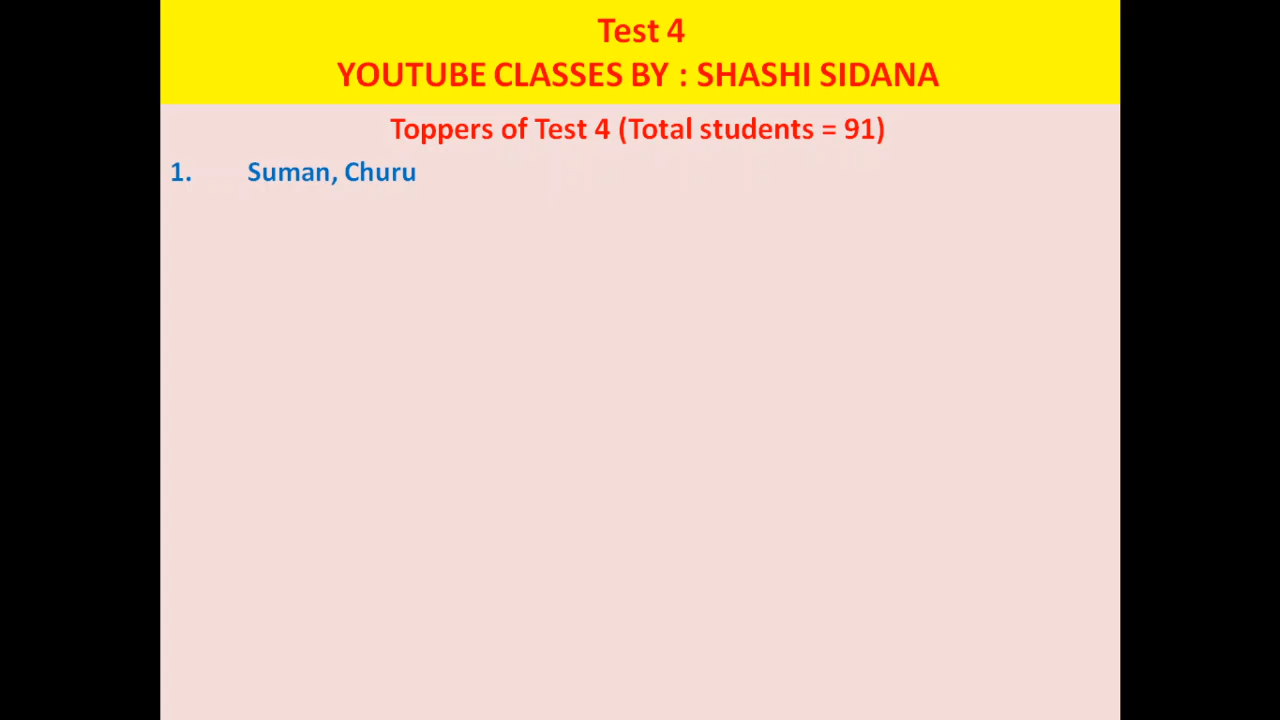 Test 4
YOUTUBE CLASSES BY : SHASHI SIDANA
Toppers of Test 4 (Total students = 91)
1. Suman, Churu